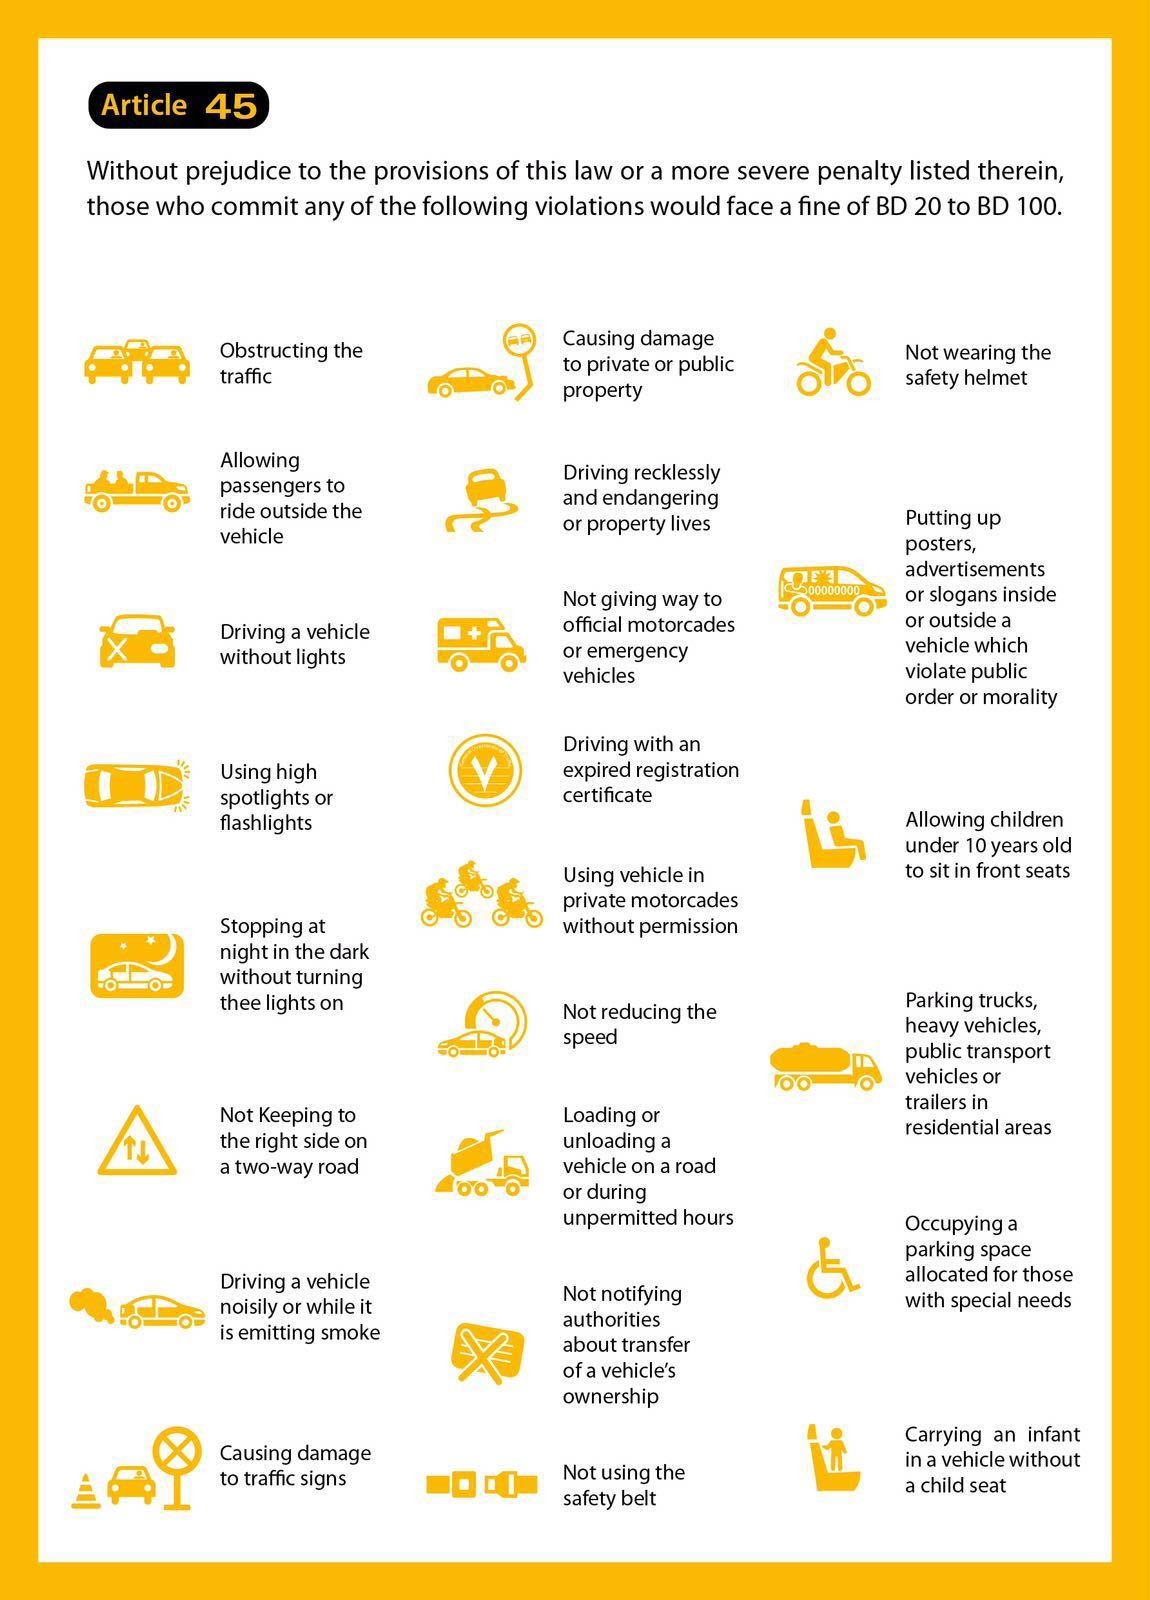 Article 45
Without prejudice to the provisions of this law or a more severe penalty listed therein,
those who commit any of the following violations would face a fine of BD 20 to BD 100.
Obstructing the
traffic
Allowing
passengers to
ride outside the
vehicle
Driving a vehicle
without lights
Using high
spotlights or
flashlights
Stopping at
night in the dark
without turning
thee lights on
Not Keeping to
the right side on
a two-way road
Driving a vehicle
noisily or while it
is emitting smoke
Causing damage
to traffic signs
Causing damage
to private or public
property
Driving recklessly
and endangering
or property lives
Not giving way to
official motorcades
or emergency
vehicles
Driving with an
expired registration
certificate
Using vehicle in
private motorcades
without permission
Not reducing the
speed
Loading or
unloading a
vehicle on a road
or during
unpermitted hours
Not notifying
authorities
about transfer
of a vehicle's
ownership
Not using the
safety belt
Not wearing the
safety helmet
Putting up
posters,
advertisements
or slogans inside
or outside a
vehicle which
violate public
order or morality
OOOOOOOO
Allowing children
under 10 years old
to sit in front seats
Parking trucks,
heavy vehicles,
public transport
vehicles or
trailers in
residential areas
Occupying a
parking space
allocated for those
with special needs
Carrying an infant
in a vehicle without
a child seat